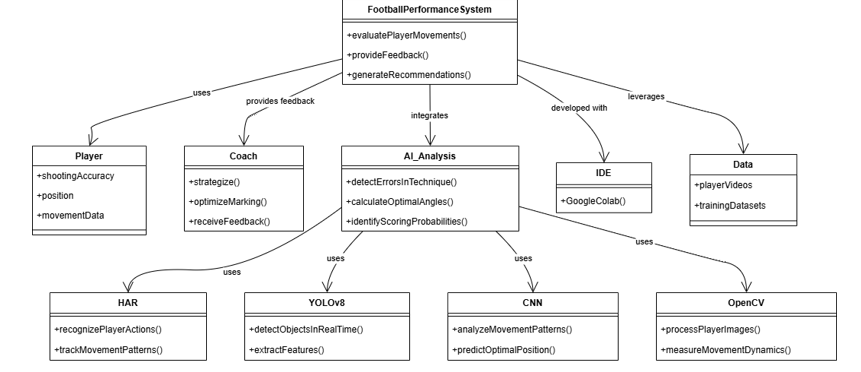 FootballPerformanceSystem
+evaluatePlayerMovements()
+provideFeedback()
+generateRecommendations()
uses
provides feedback
integrates
developed with
leverages
Player
+shootingAccuracy
+position
+movementData
Coach
+strategize()
+optimizeMarking()
+receiveFeedback()
AI_Analysis
+detectErrorsInTechnique()
+calculateOptimalAngles()
+identifyScoringProbabilities()
IDE
+GoogleColab()
Data
+playerVideos
+trainingDatasets
uses
uses
uses
uses
HAR
+recognizePlayerActions()
+trackMovementPatterns()
YOLOv8
+detectObjectsInRealTime()
+extractFeatures()
CNN
+analyzeMovementPatterns()
+predictOptimalPosition()
OpenCV
+processPlayerImages()
+measureMovementDynamics()